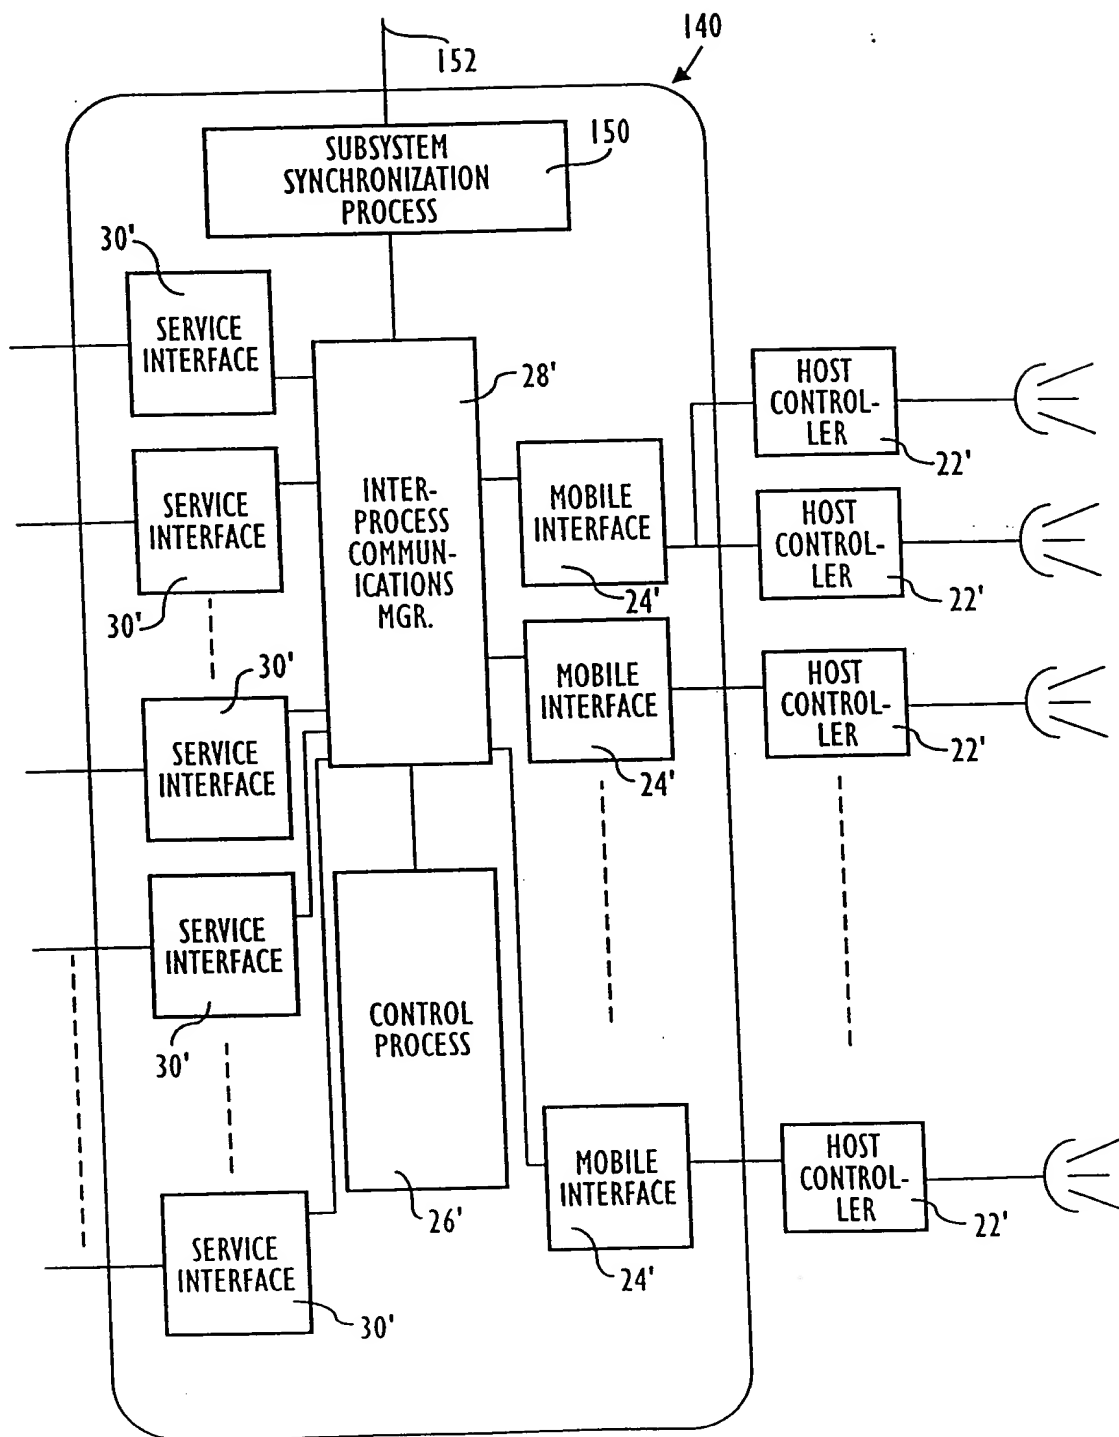 140
152
SUBSYSTEM
SYNCHRONIZATION
PROCESS
150
30'
SERVICE
INTERFACE
28'
HOST
CONTROL-
LER
22'
SERVICE
INTERFACE
30'
INTER-
PROCESS
COMMUN-
ICATIONS
MGR.
MOBILE
INTERFACE
24'
HOST
CONTROL-
LER
22'
30'
SERVICE
INTERFACE
MOBILE
INTERFACE
24'
HOST
CONTROL-
LER
22'
SERVICE
INTERFACE
30'
CONTROL
PROCESS
26'
MOBILE
INTERFACE
24'
HOST
CONTROL-
LER
22'
SERVICE
INTERFACE
30'